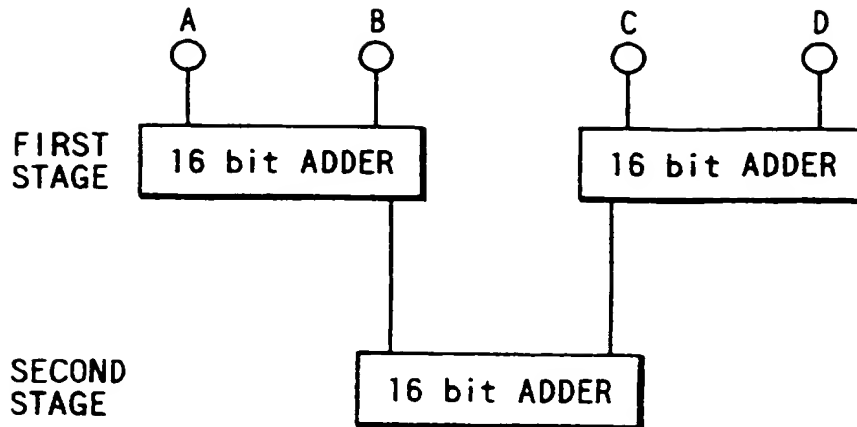 A B C D
FIRST
STAGE
16 bit ADDER
16 bit ADDER
SECOND
STAGE
16 bit ADDER